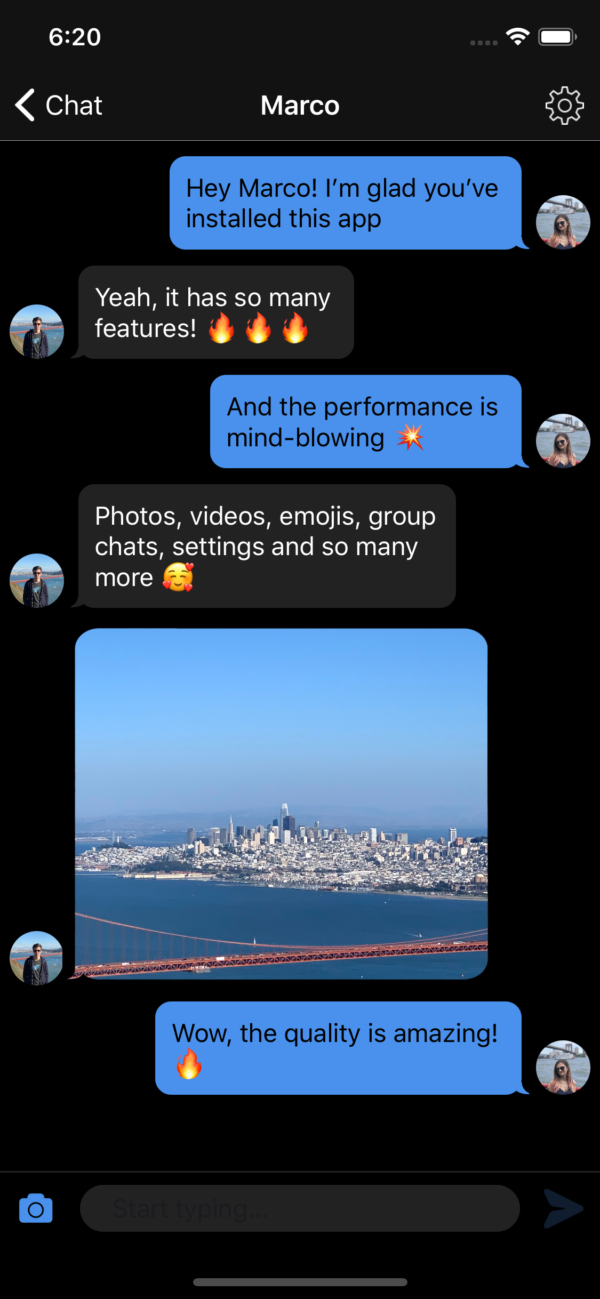 6:20
Chat
Marco
Hey Marco! I’m glad you’ve
installed this app
Yeah, it has so many
features! 🔥 🔥 🔥
And the performance is
mind-blowing 💥
Photos, videos, emojis, group
chats, settings and so many
more 🥰
Wow, the quality is amazing!
🔥
Start typing...